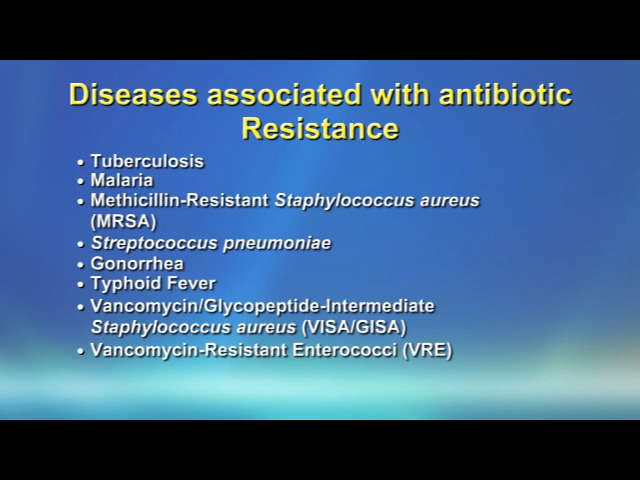 Diseases associated with antibiotic
Resistance
• Tuberculosis
• Malaria
• Methicillin-Resistant Staphylococcus aureus
(MRSA)
• Streptococcus pneumoniae
• Gonorrhea
• Typhoid Fever
• Vancomycin/Glycopeptide-Intermediate
Staphylococcus aureus (VISA/GISA)
• Vancomycin-Resistant Enterococci (VRE)